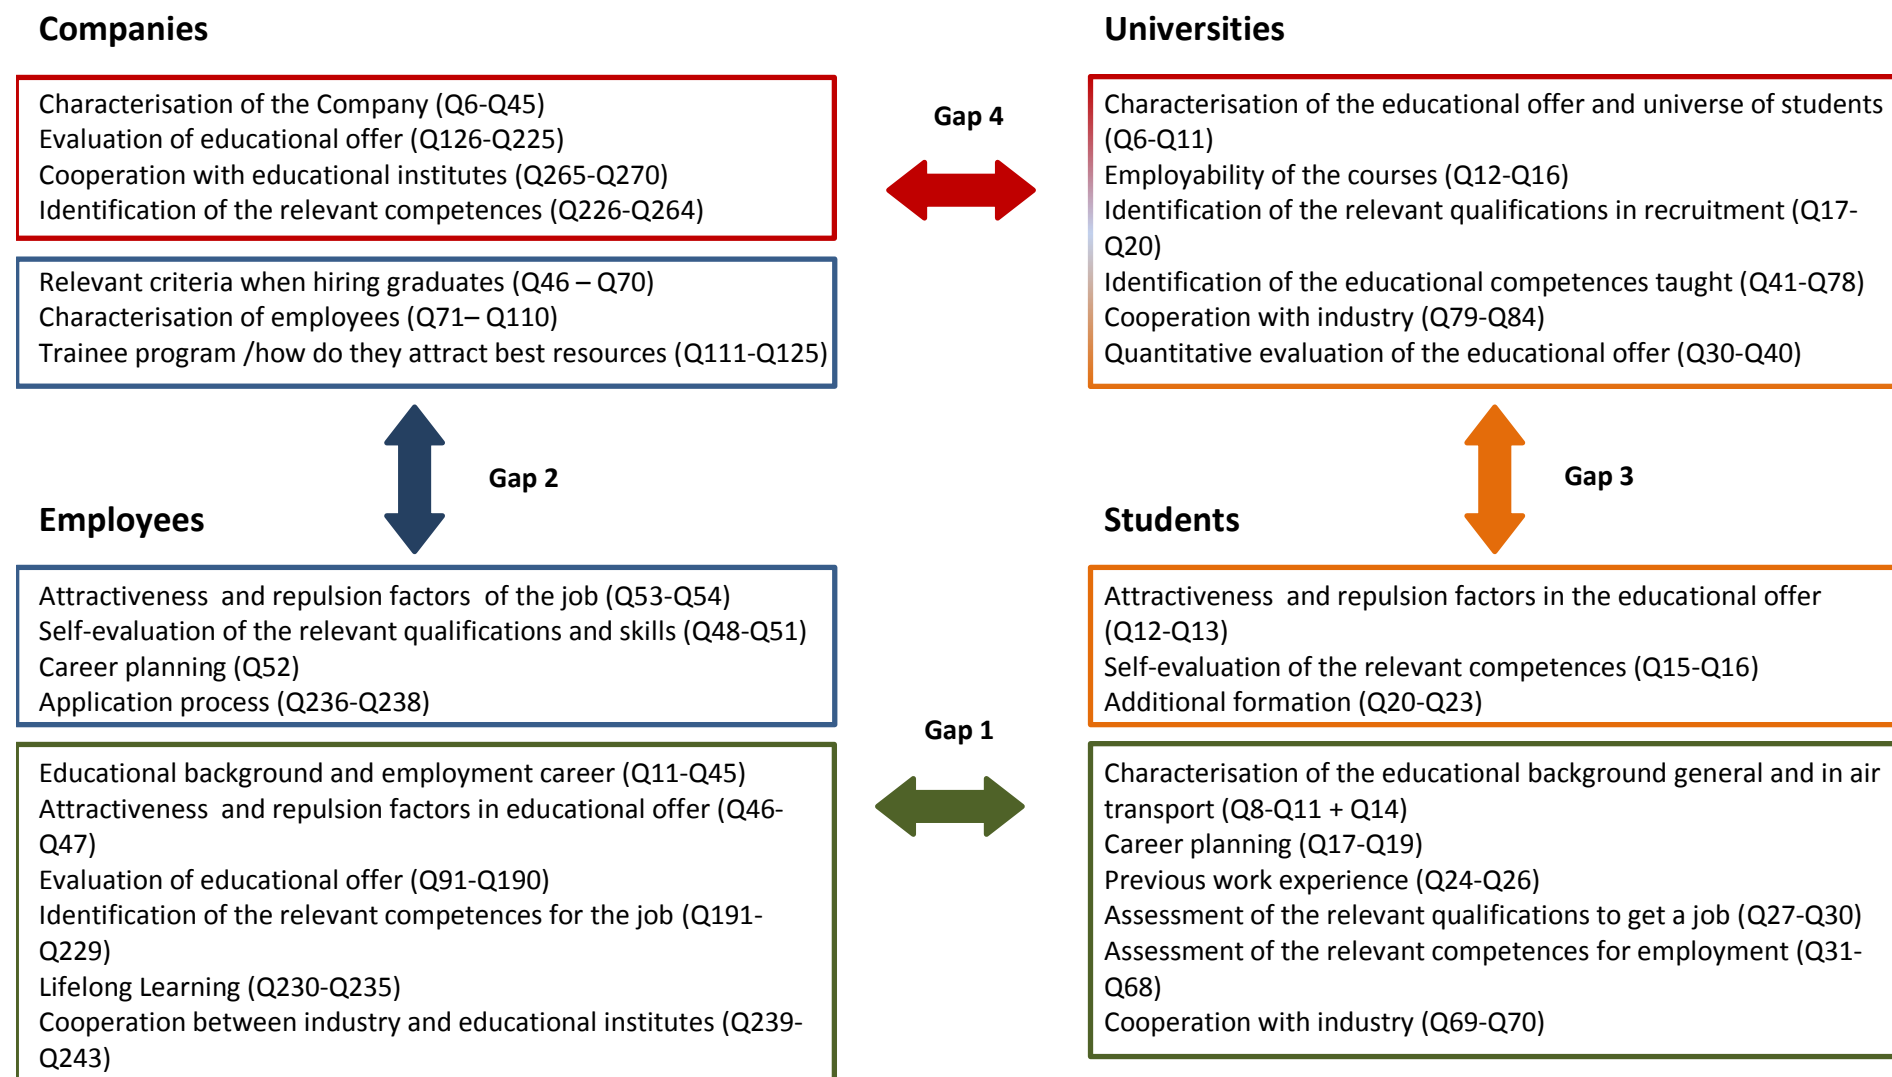 Companies
Characterisation of the Company (Q6-Q45)
Evaluation of educational offer (Q126-Q225)
Cooperation with educational institutes (Q265-Q270)
Identification of the relevant competences (Q226-Q264)
Relevant criteria when hiring graduates (Q46 – Q70)
Characterisation of employees (Q71– Q110)
Trainee program /how do they attract best resources (Q111-Q125)
Gap 4
Universities
Characterisation of the educational offer and universe of students
(Q6-Q11)
Employability of the courses (Q12-Q16)
Identification of the relevant qualifications in recruitment (Q17-
Q20)
Identification of the educational competences taught (Q41-Q78)
Cooperation with industry (Q79-Q84)
Quantitative evaluation of the educational offer (Q30-Q40)
Gap 2
Gap 3
Employees
Attractiveness  and repulsion factors  of the job (Q53-Q54)
Self-evaluation of the relevant qualifications and skills (Q48-Q51)
Career planning (Q52)
Application process (Q236-Q238)
Educational background and employment career (Q11-Q45)
Attractiveness  and repulsion factors in educational offer (Q46-
Q47)
Evaluation of educational offer (Q91-Q190)
Identification of the relevant competences for the job (Q191-
Q229)
Lifelong Learning (Q230-Q235)
Cooperation between industry and educational institutes (Q239-
Q243)
Gap 1
Students
Attractiveness  and repulsion factors in the educational offer
(Q12-Q13)
Self-evaluation of the relevant competences (Q15-Q16)
Additional formation (Q20-Q23)
Characterisation of the educational background general and in air
transport (Q8-Q11 + Q14)
Career planning (Q17-Q19)
Previous work experience (Q24-Q26)
Assessment of the relevant qualifications to get a job (Q27-Q30)
Assessment of the relevant competences for employment (Q31-
Q68)
Cooperation with industry (Q69-Q70)